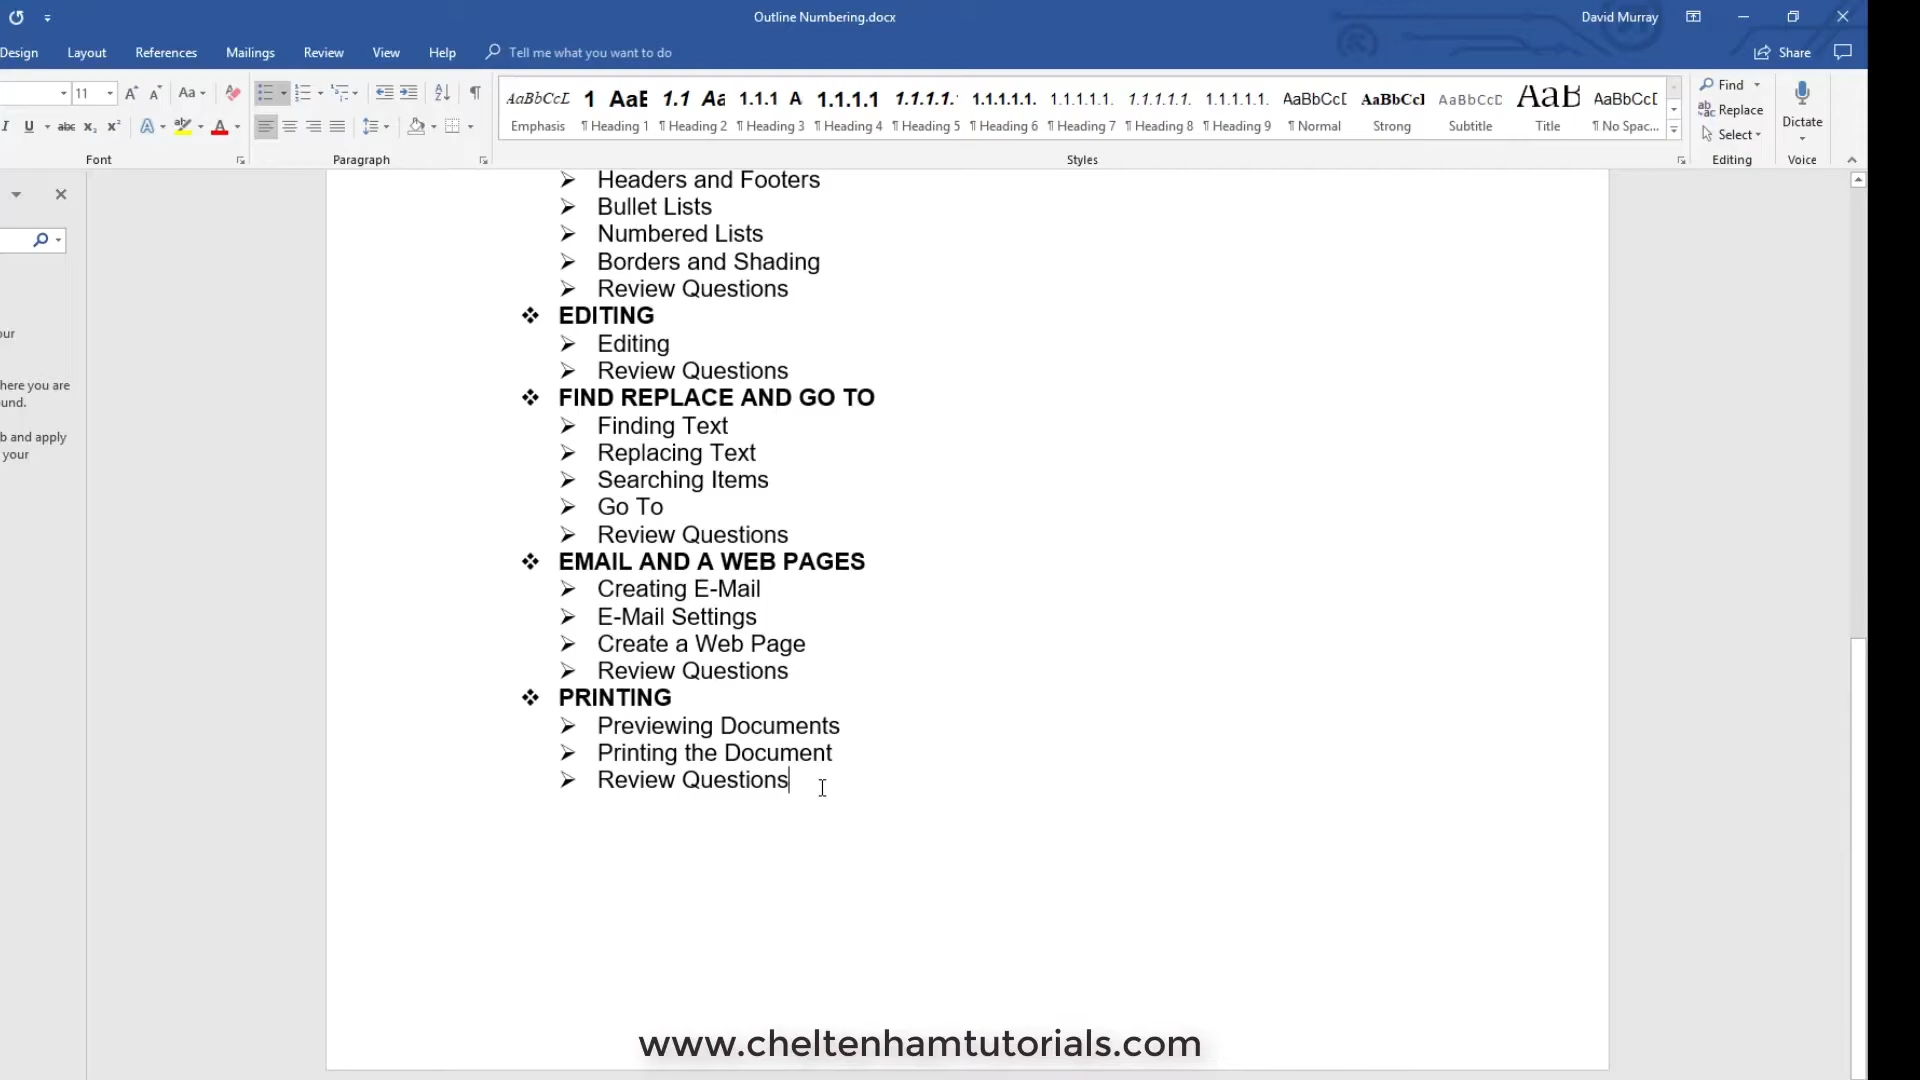 Outline Numbering.docx
David Murray
Design Layout References Mailings Review View Help Tell me what you want to do
Share
11
Aa
AaBbCcD 1 AaB 1.1 Aa 1.1.1 A 1.1.1.1 1.1.1.1. 1.1.1.1.1. 1.1.1.1.1. 1.1.1.1.1. 1.1.1.1.1. AaBbCcD AaBbCcI AaBbCcD AaB AaBbCcD
Emphasis ¶ Heading 1 ¶ Heading 2 ¶ Heading 3 ¶ Heading 4 ¶ Heading 5 ¶ Heading 6 ¶ Heading 7 ¶ Heading 8 ¶ Heading 9 ¶ Normal Strong Subtitle Title ¶ No Spac...
Find
Replace
Select
Dictate
Font Paragraph Styles Editing Voice
our
here you are
und.
b and apply
your
➢ Headers and Footers
➢ Bullet Lists
➢ Numbered Lists
➢ Borders and Shading
➢ Review Questions
❖ EDITING
➢ Editing
➢ Review Questions
❖ FIND REPLACE AND GO TO
➢ Finding Text
➢ Replacing Text
➢ Searching Items
➢ Go To
➢ Review Questions
❖ EMAIL AND A WEB PAGES
➢ Creating E-Mail
➢ E-Mail Settings
➢ Create a Web Page
➢ Review Questions
❖ PRINTING
➢ Previewing Documents
➢ Printing the Document
➢ Review Questions
www.cheltenhamtutorials.com